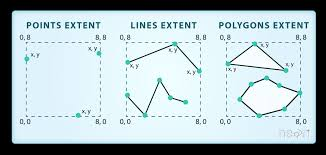 POINTS EXTENT
LINES EXTENT
POLYGONS EXTENT
0, 8
8, 8
0, 8
8, 8
0, 8
8, 8
x, y
x, y
x, y
x, y
x, y
x, y
x, y
x, y
x, y
0, 0
8, 0
0, 0
8, 0
0, 0
8, 0